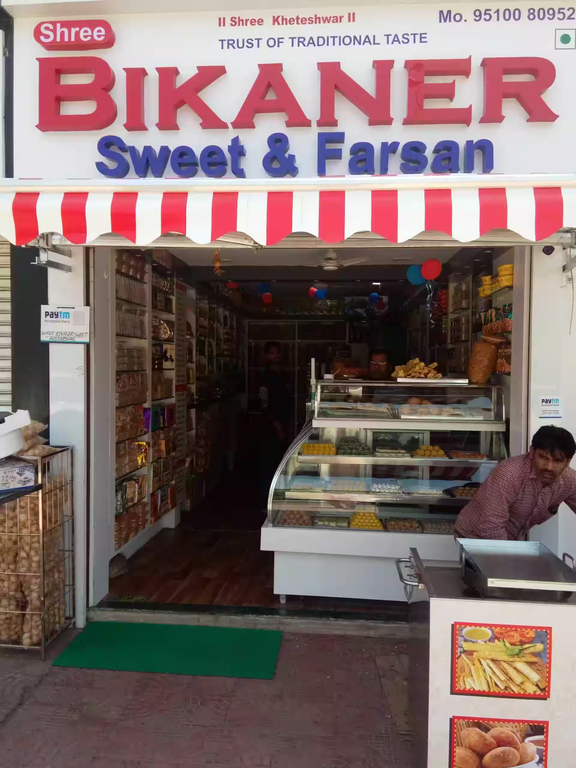 Shree
II Shree Kheteshwar II
Mo. 95100 80952
TRUST OF TRADITIONAL TASTE
BIKANER
Sweet & Farsan
paytm
paytm